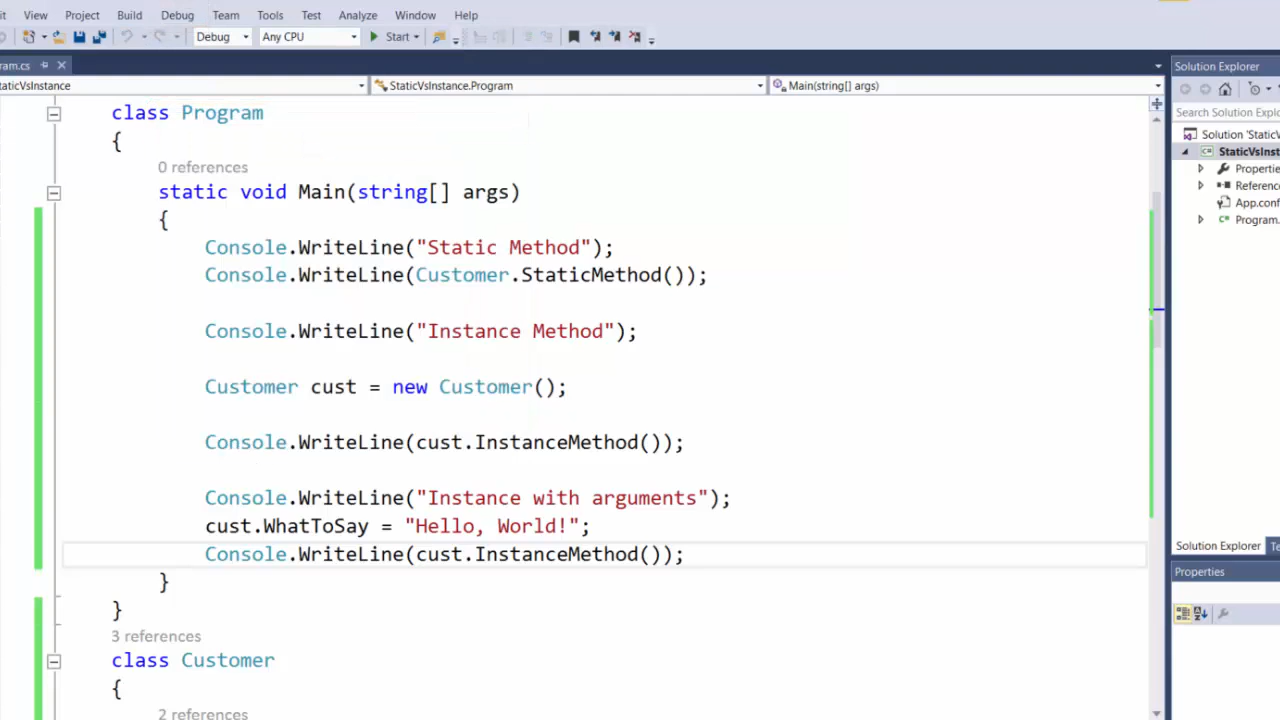 it View Project Build Debug Team Tools Test Analyze Window Help
Debug Any CPU Start
ram.cs
taticVsInstance StaticVsInstance.Program Main(string[] args)
class Program
{
0 references
static void Main(string[] args)
{
Console.WriteLine("Static Method");
Console.WriteLine(Customer.StaticMethod());
Console.WriteLine("Instance Method");
Customer cust = new Customer();
Console.WriteLine(cust.InstanceMethod());
Console.WriteLine("Instance with arguments");
cust.WhatToSay = "Hello, World!";
Console.WriteLine(cust.InstanceMethod());
}
}
3 references
class Customer
{
2 references
Solution Explorer
Search Solution Explo
Solution 'StaticV
StaticVsInst
Propertie
Reference
App.conf
Program.
Solution Explorer Te
Properties